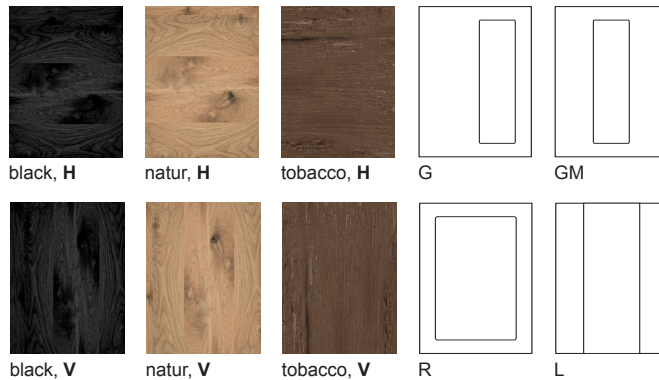 black, H
natur, H
tobacco, H
G
GM
black, V
natur, V
tobacco, V
R
L